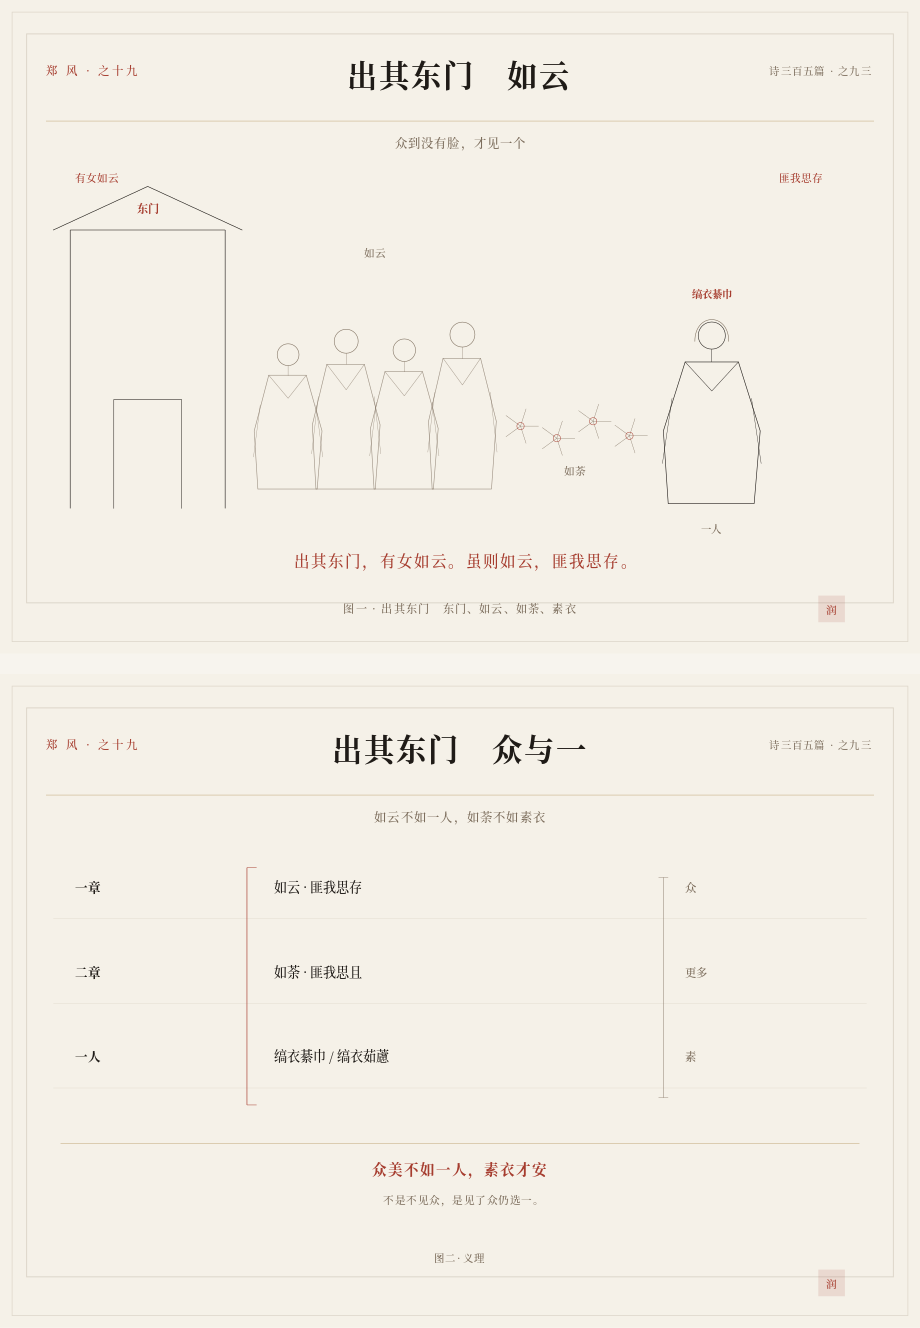 郑风·之十九
出其东门 如云
诗三百五篇·之九三
众到没有脸，才见一个
有女如云
匪我思存
东门
如云
缟衣綦巾
如荼
一人
出其东门，有女如云。虽则如云，匪我思存。
图一·出其东门 东门、如云、如荼、素衣
润
郑风·之十九
出其东门 众与一
诗三百五篇·之九三
如云不如一人，如荼不如素衣
一章
如云·匪我思存
众
二章
如荼·匪我思且
更多
一人
缟衣綦巾 / 缟衣茹藘
素
众美不如一人，素衣才安
不是不见众，是见了众仍选一。
图二·义理
润